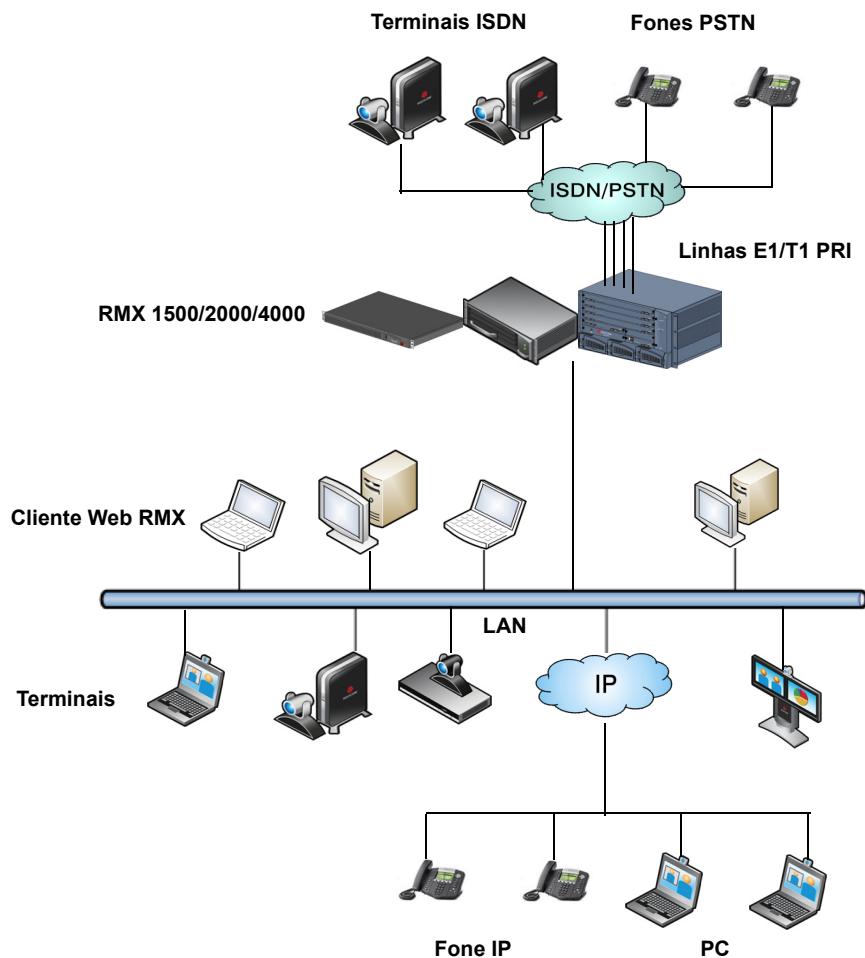 Terminais ISDN
Fones PSTN
ISDN/PSTN
Linhas E1/T1 PRI
RMX 1500/2000/4000
Cliente Web RMX
LAN
Terminais
IP
Fone IP
PC